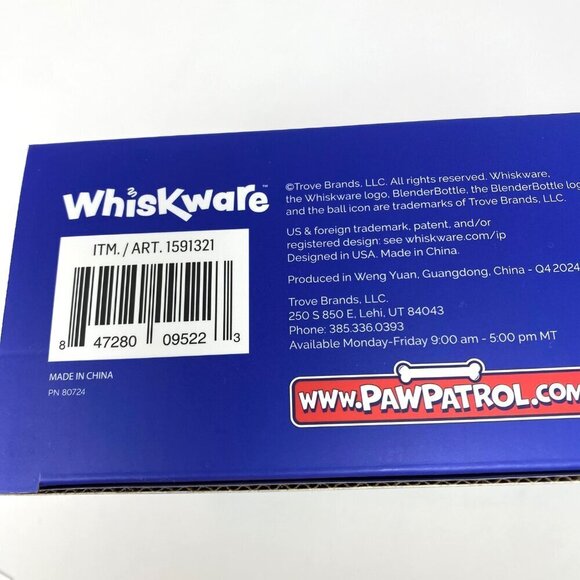 WhisKware™
ITM. / ART. 1591321
8 47280 09522 3
MADE IN CHINA
PN 80724
©Trove Brands, LLC. All rights reserved. Whiskware,
the Whiskware logo, BlenderBottle, the BlenderBottle log
and the ball icon are trademarks of Trove Brands, LLC.
US & foreign trademark, patent, and/or
registered design: see whiskware.com/ip
Designed in USA. Made in China.
Produced in Weng Yuan, Guangdong, China - Q4 2024
Trove Brands, LLC.
250 S 850 E, Lehi, UT 84043
Phone: 385.336.0393
Available Monday-Friday 9:00 am - 5:00 pm MT
WWW.PAWPATROL.COM